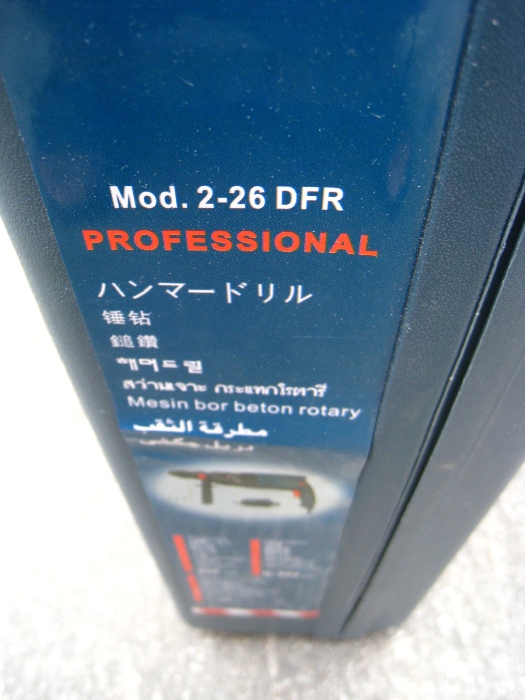 Mod. 2-26 DFR
PROFESSIONAL
ハンマードリル
锤钻
鎚鑽
해머드릴
สว่านเจาะ กระแทกโรตารี่
Mesin bor beton rotary
مطرقة الثقب